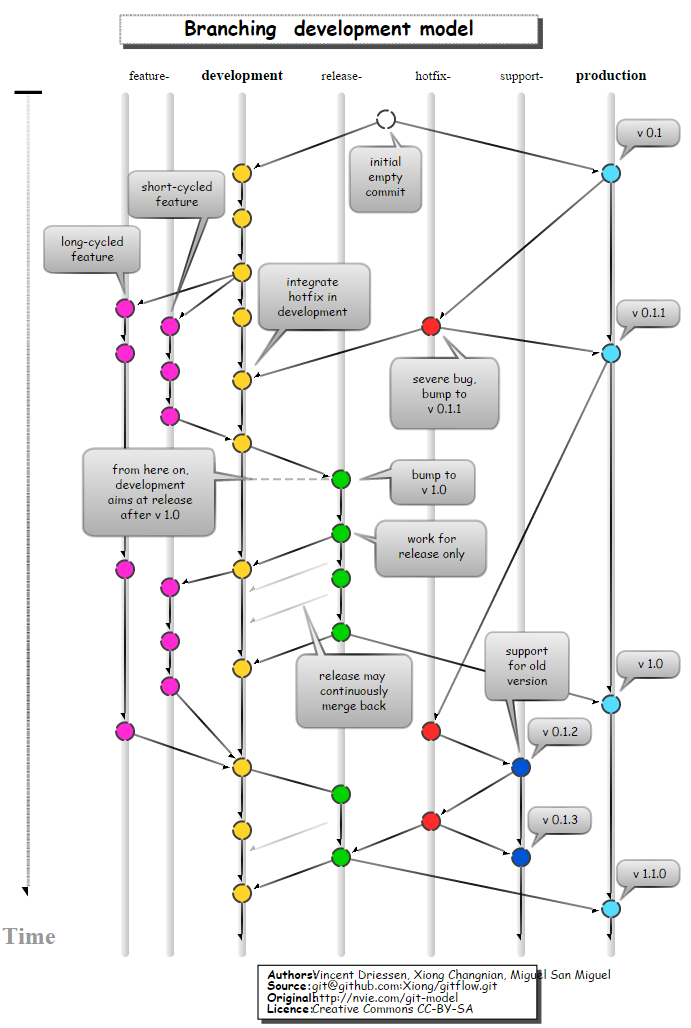 Branching development model
feature-
development
release-
hotfix-
support-
production
v 0.1
initial
empty
commit
short-cycled
feature
long-cycled
feature
integrate
hotfix in
development
v 0.1.1
severe bug,
bump to
v 0.1.1
from here on,
development
aims at release
after v 1.0
bump to
v 1.0
work for
release only
support
for old
version
v 1.0
release may
continuously
merge back
v 0.1.2
v 0.1.3
v 1.1.0
Time
Authors:Vincent Driessen, Xiong Changnian, Miguel San Miguel
Source:git@github.com:Xiong/gitflow.git
Original:http://nvie.com/git-model
Licence:Creative Commons CC-BY-SA